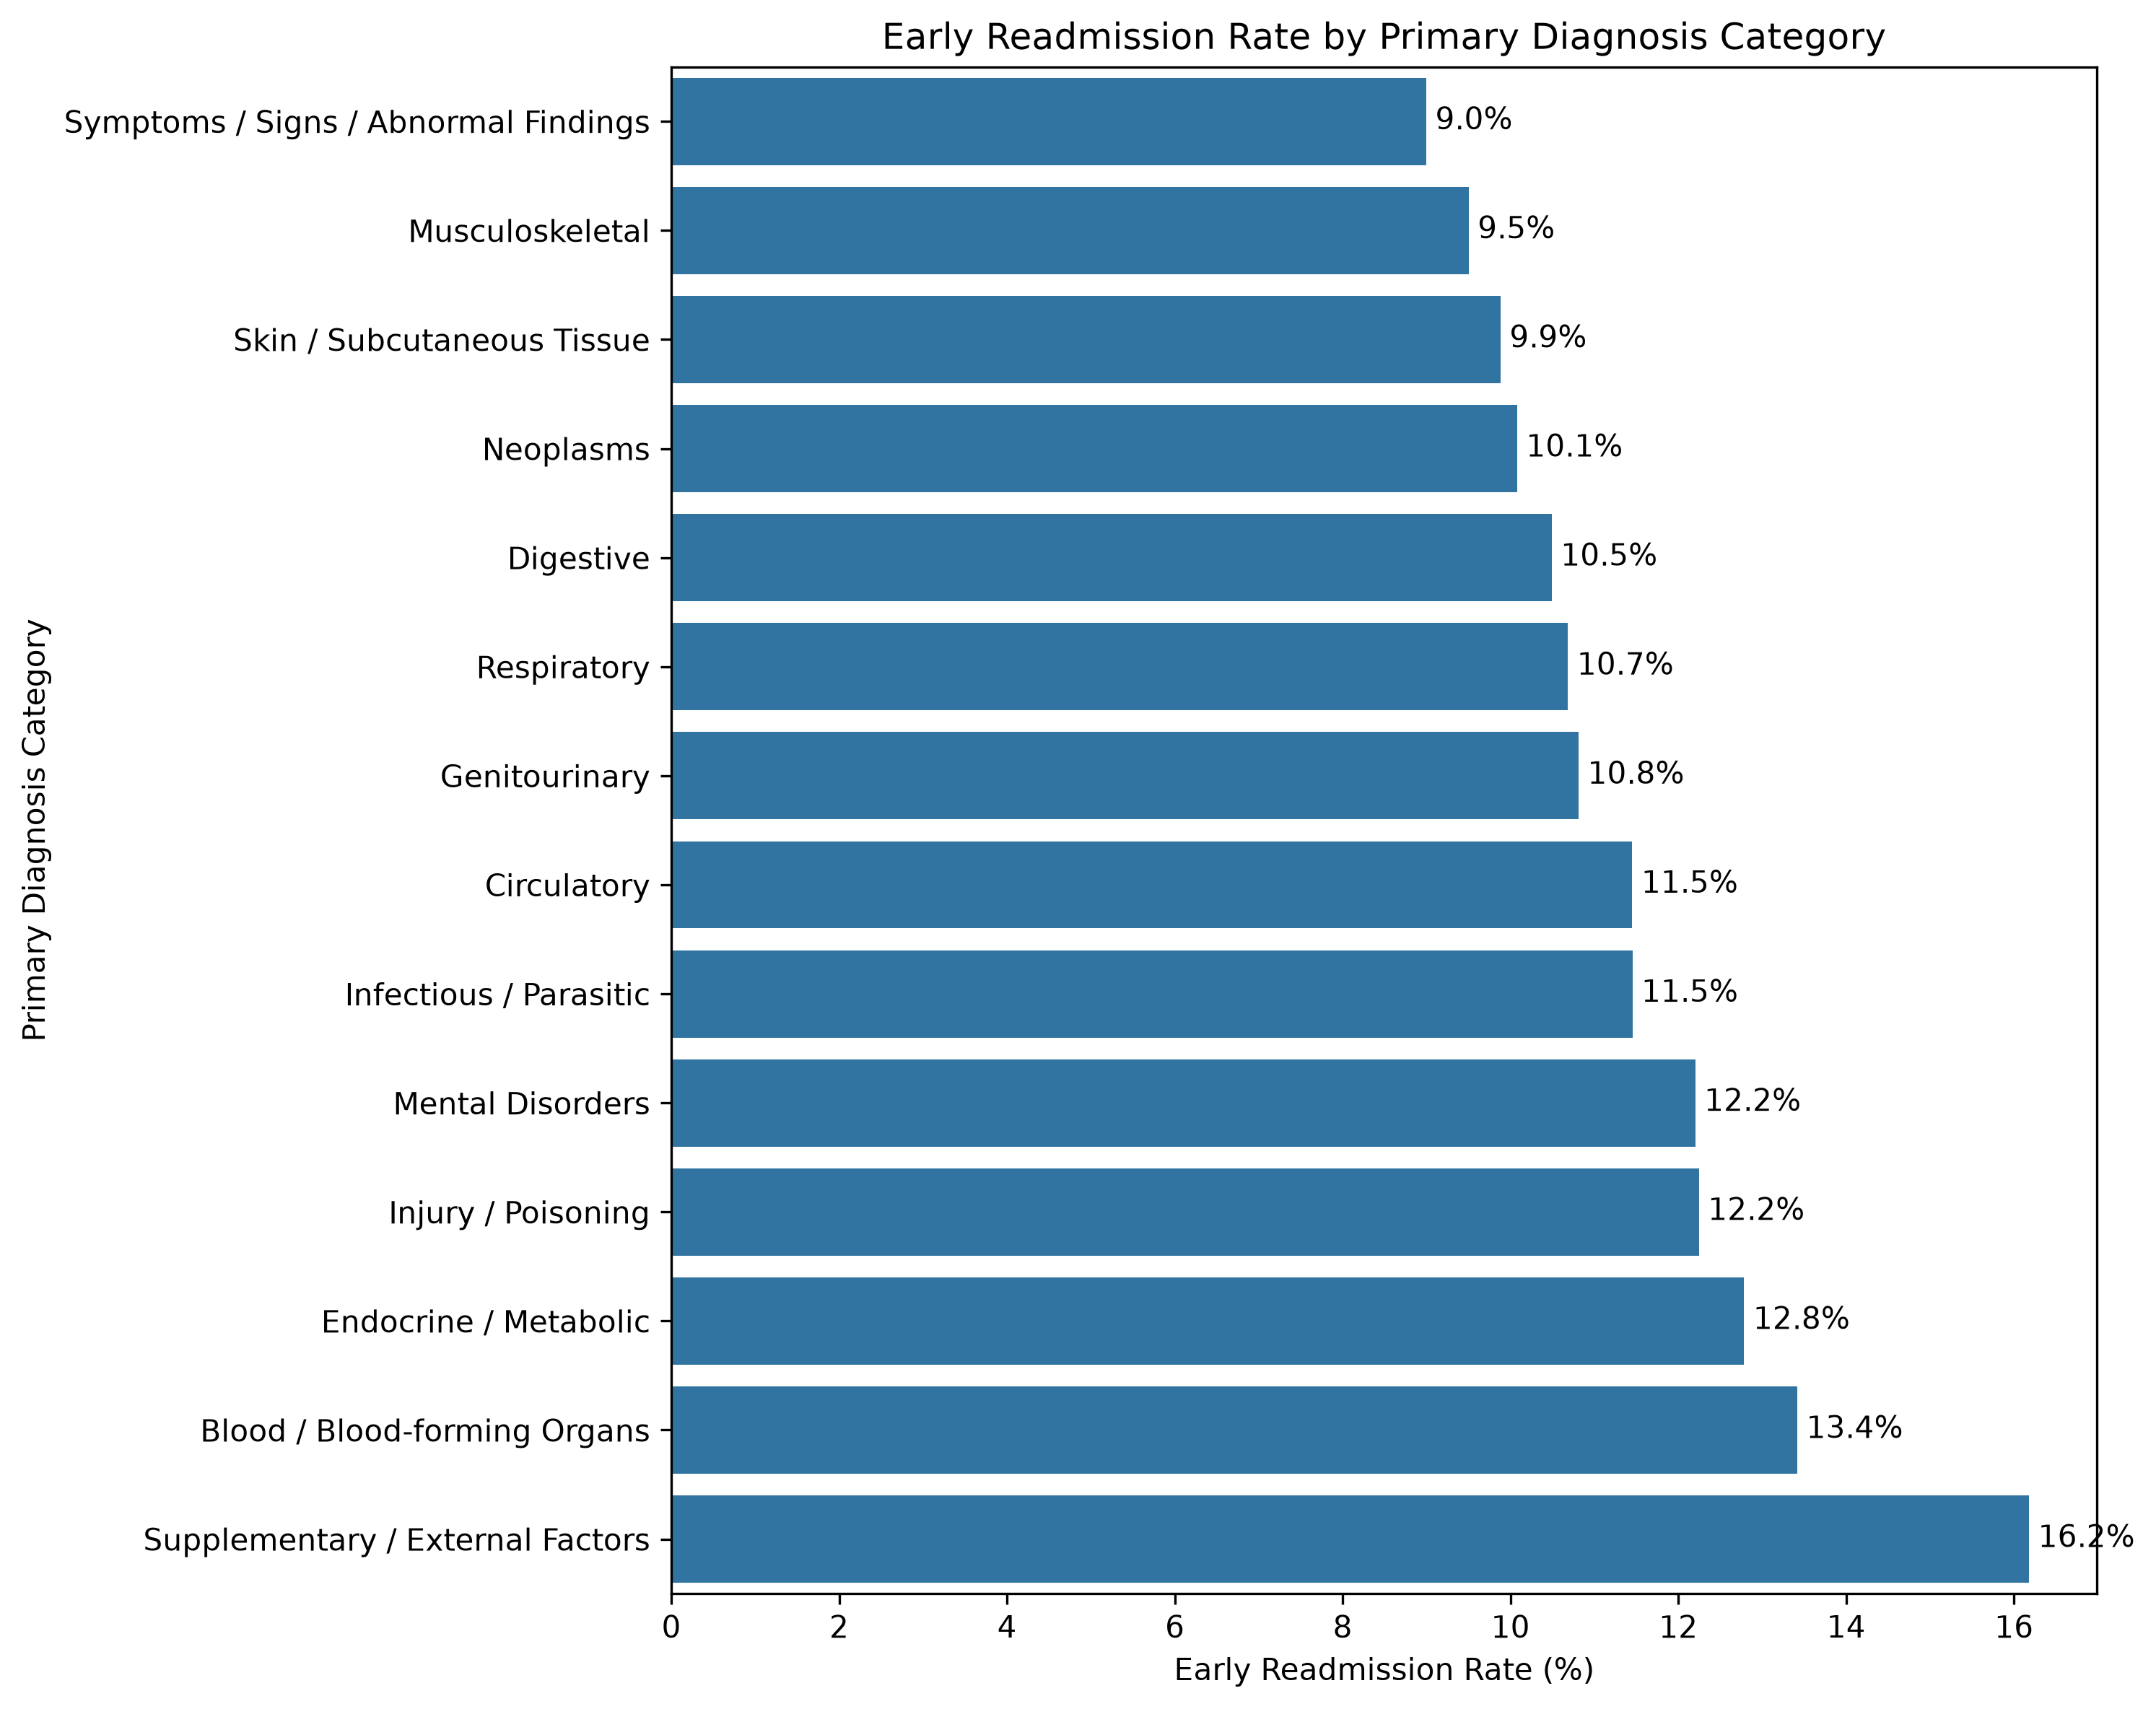 Early Readmission Rate by Primary Diagnosis Category
Primary Diagnosis Category
Symptoms / Signs / Abnormal Findings 9.0%
Musculoskeletal 9.5%
Skin / Subcutaneous Tissue 9.9%
Neoplasms 10.1%
Digestive 10.5%
Respiratory 10.7%
Genitourinary 10.8%
Circulatory 11.5%
Infectious / Parasitic 11.5%
Mental Disorders 12.2%
Injury / Poisoning 12.2%
Endocrine / Metabolic 12.8%
Blood / Blood-forming Organs 13.4%
Supplementary / External Factors 16.2%
0 2 4 6 8 10 12 14 16
Early Readmission Rate (%)